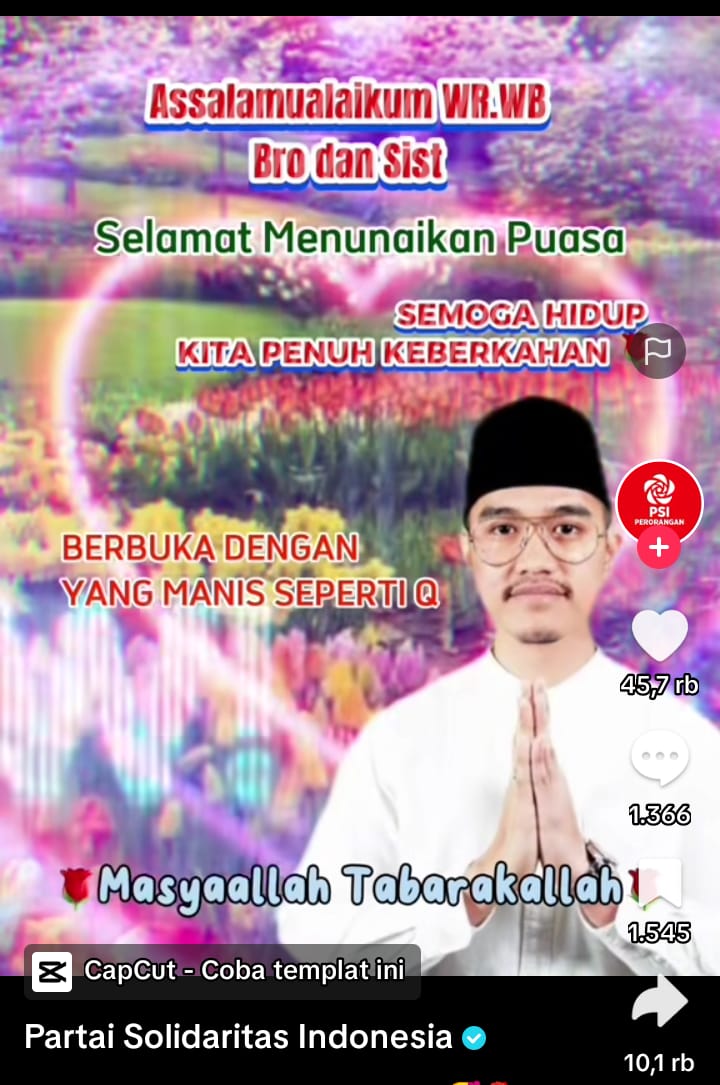 Assalamualaikum WR.WB
Bro dan Sist
Selamat Menunaikan Puasa
SEMOGA HIDUP
KITA PENUH KEBERKAHAN
PSI
PERORANGAN
BERBUKA DENGAN
YANG MANIS SEPERTI Q
45,7 rb
1.366
Masyaallah Tabarakallah
1.545
CapCut - Coba templat ini
Partai Solidaritas Indonesia
10,1 rb